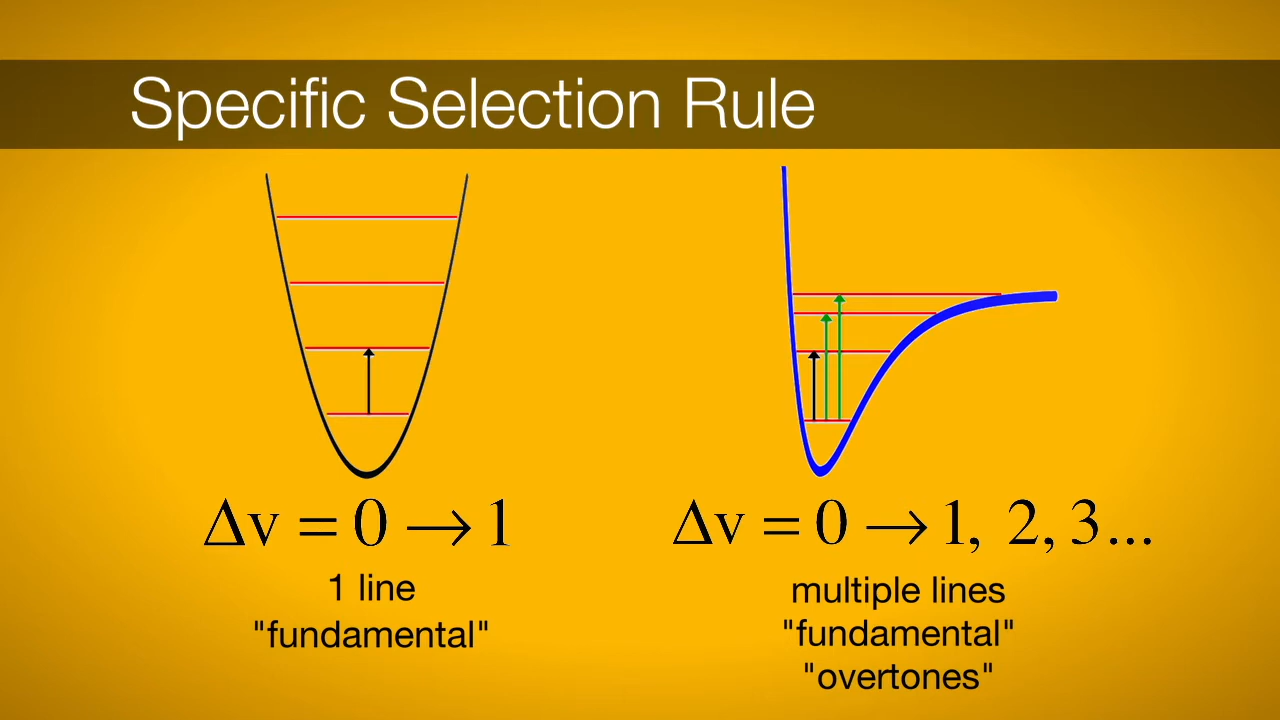 Specific Selection Rule
Δv = 0 → 1
1 line
"fundamental"
Δv = 0 → 1, 2, 3...
multiple lines
"fundamental"
"overtones"